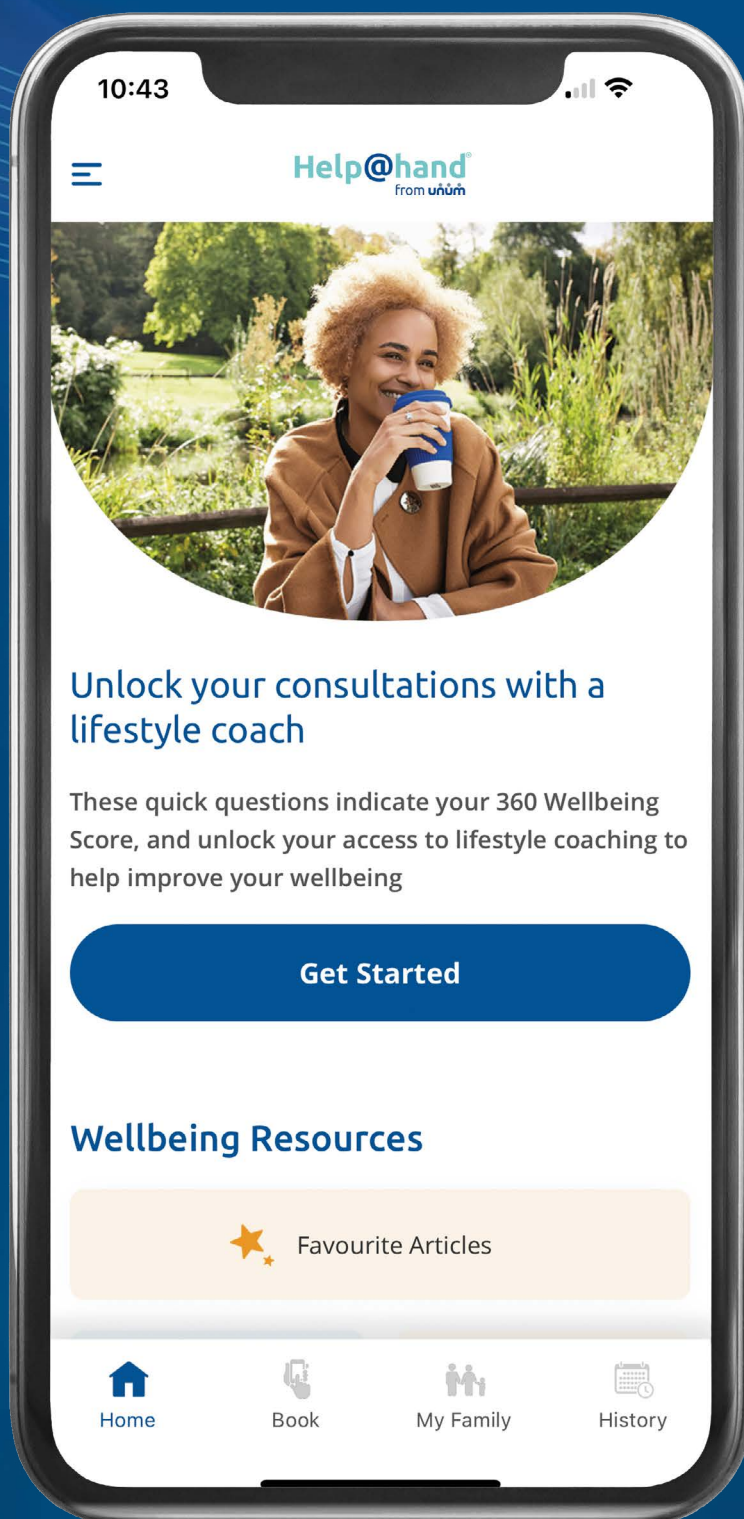 10:43
Help@hand®
from unum
Unlock your consultations with a
lifestyle coach
These quick questions indicate your 360 Wellbeing
Score, and unlock your access to lifestyle coaching to
help improve your wellbeing
Get Started
Wellbeing Resources
Favourite Articles
Home Book My Family History